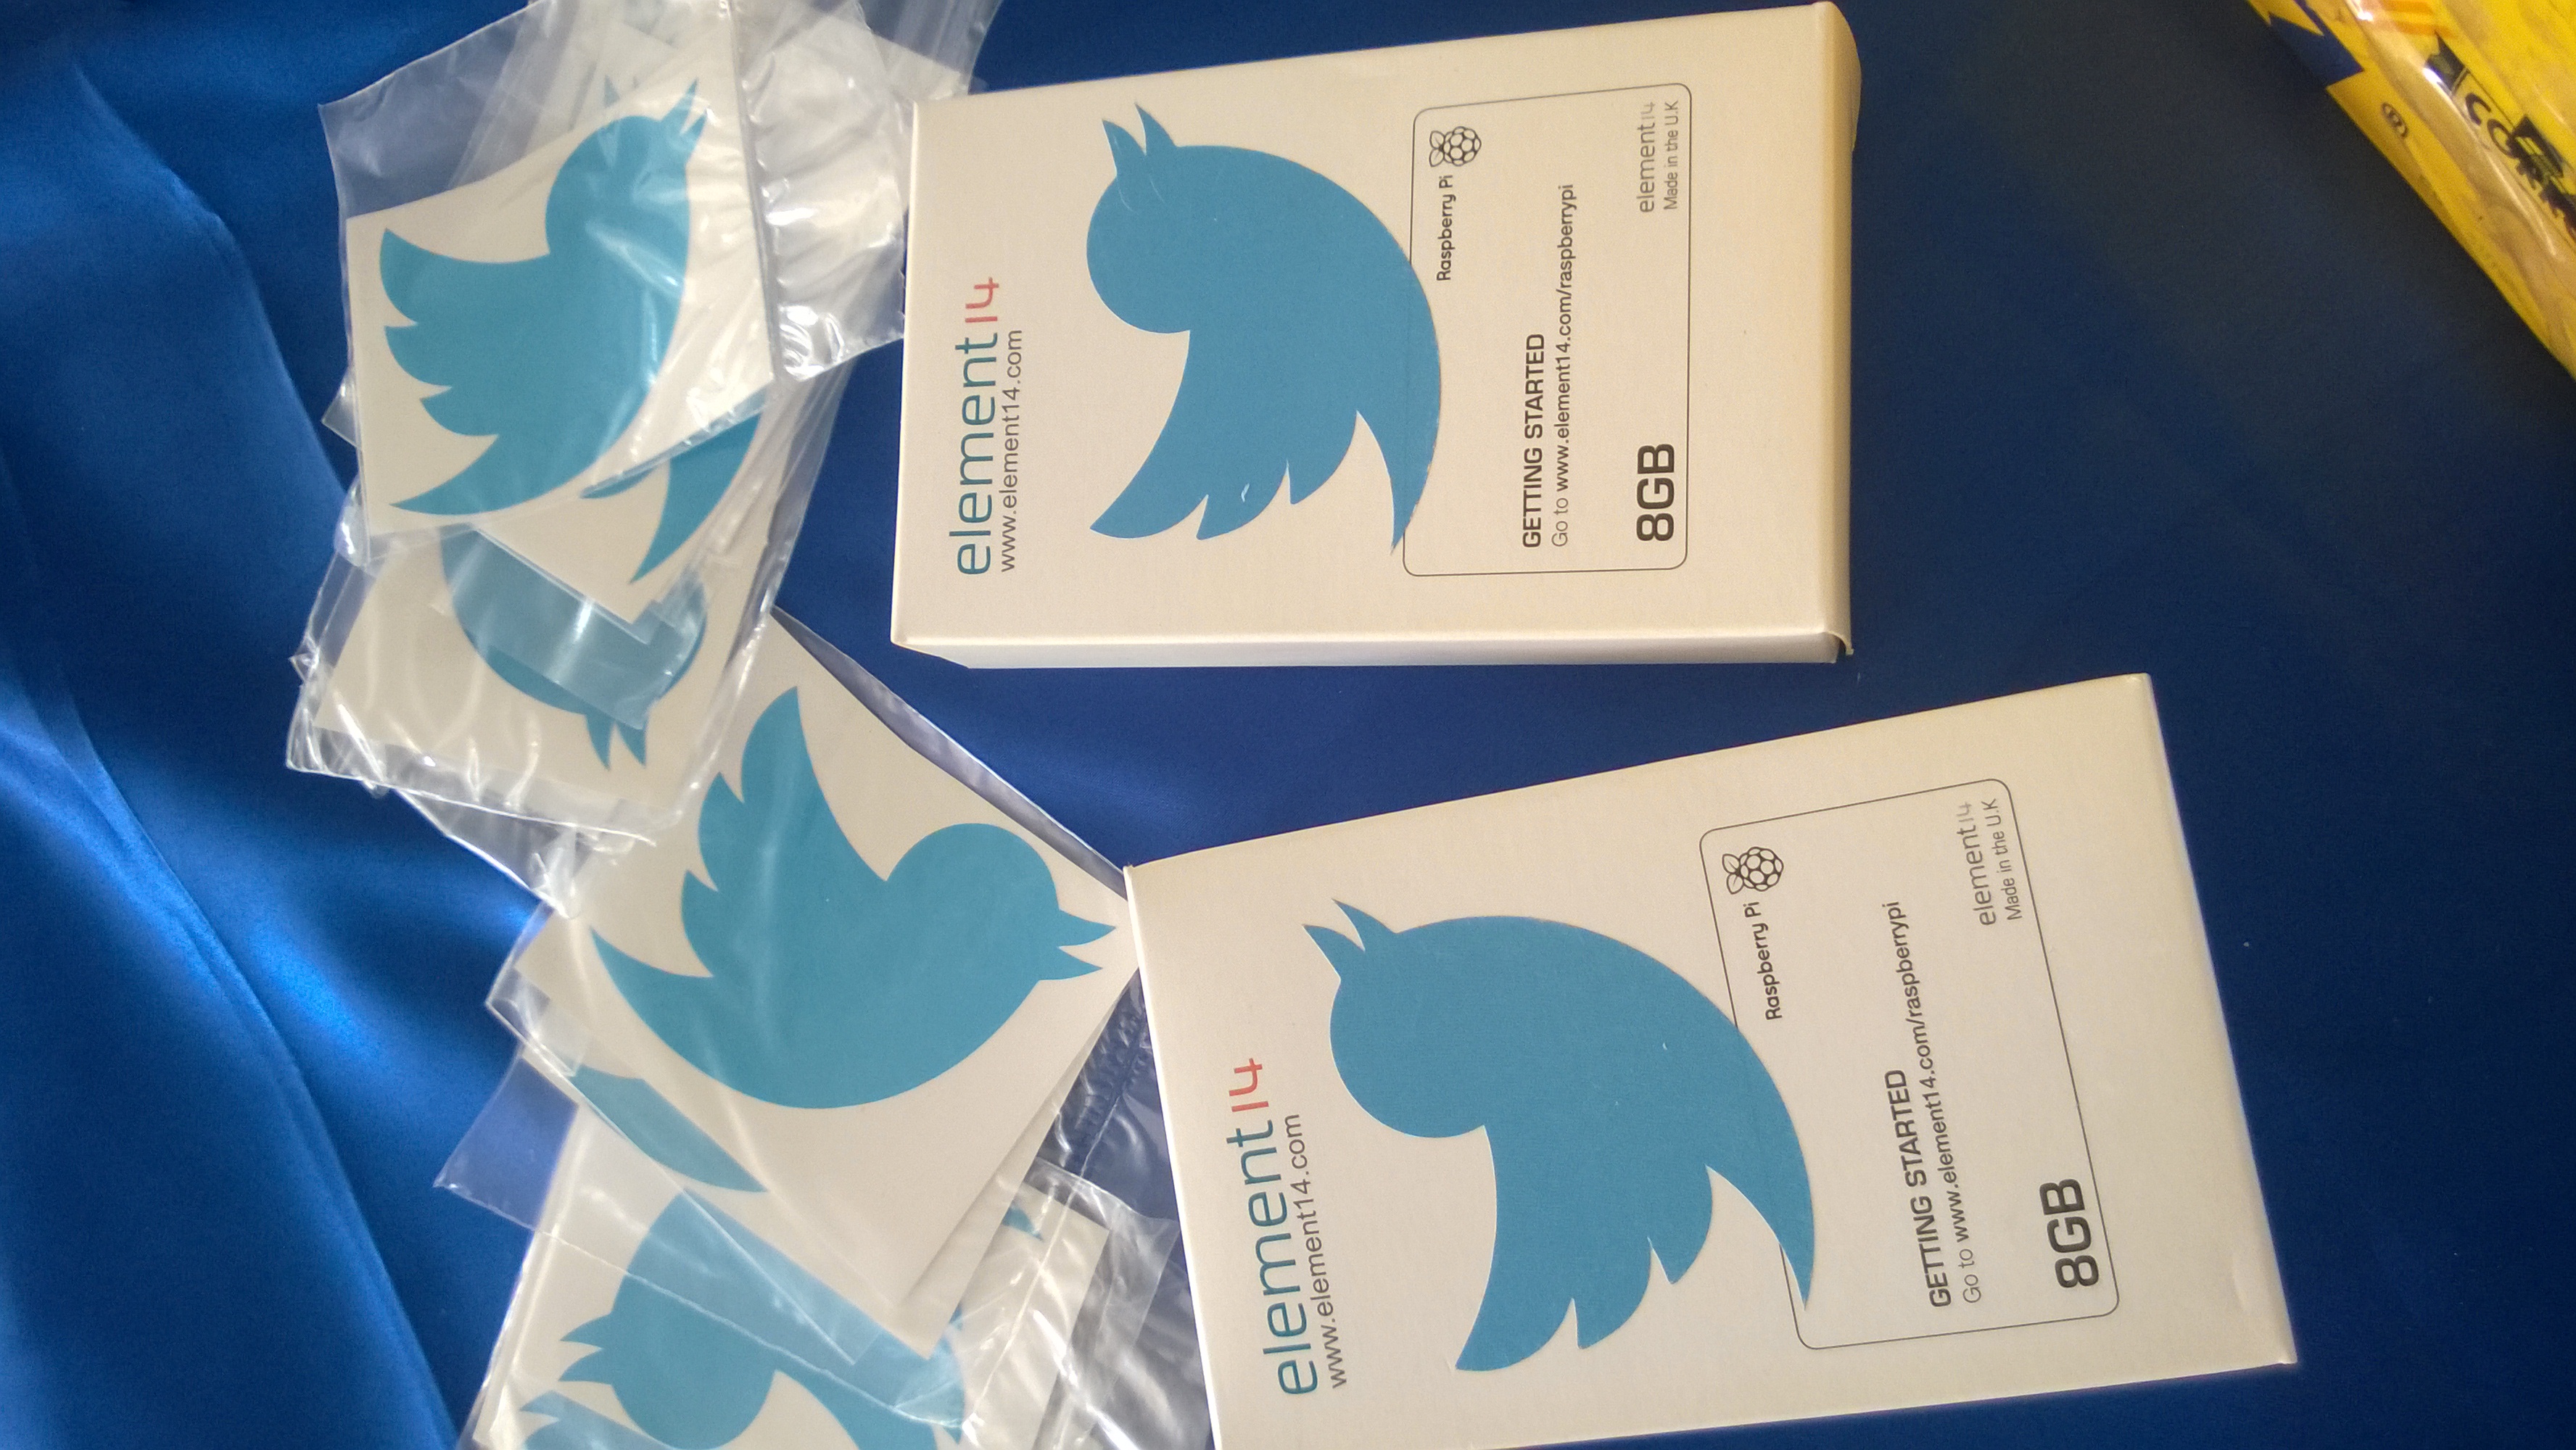 element14
www.element14.com
Raspberry Pi
GETTING STARTED
Go to www.element14.com/raspberrypi
8GB
element14
Made in the U.K
element14
www.element14.com
Raspberry Pi
GETTING STARTED
Go to www.element14.com/raspberrypi
8GB
element14
Made in the U.K